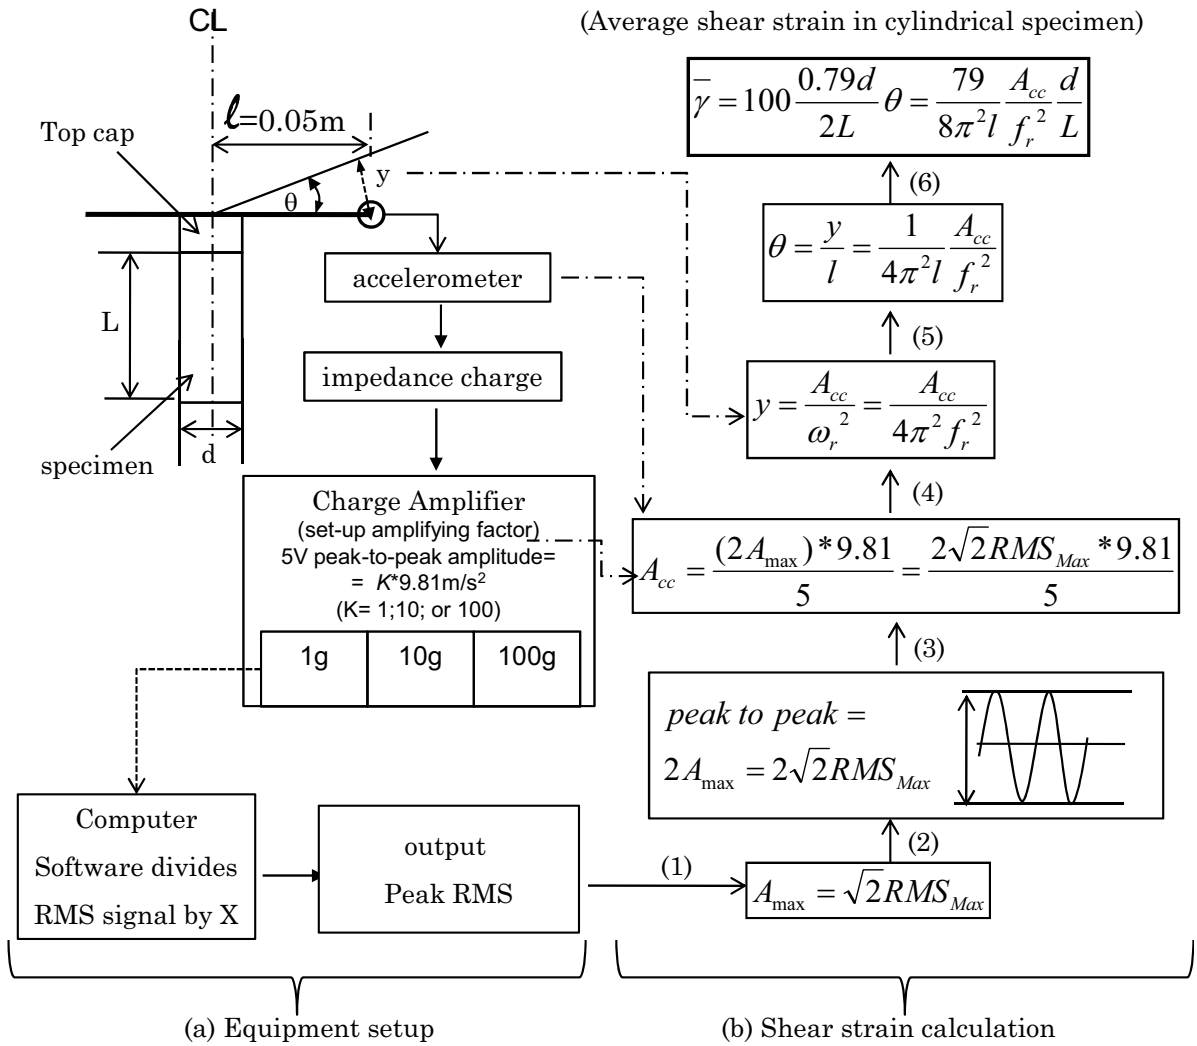 CL
(Average shear strain in cylindrical specimen)
ℓ=0.05m
Top cap
y
θ
L
d
specimen
accelerometer
impedance charge
Charge Amplifier
(set-up amplifying factor)
5V peak-to-peak amplitude=
= K*9.81m/s²
(K= 1;10; or 100)
1g 10g 100g
Computer
Software divides
RMS signal by X
output
Peak RMS
(1)
A_max = √2 RMS_Max
(2)
peak to peak =
2A_max = 2√2 RMS_Max
(3)
A_cc = (2A_max)*9.81 / 5 = 2√2 RMS_Max *9.81 / 5
(4)
y = A_cc / ω_r² = A_cc / 4π² f_r²
(5)
θ = y / l = 1 / 4π² l A_cc / f_r²
(6)
γ̄ = 100 0.79d / 2L θ = 79 / 8π² l A_cc / f_r² d / L
(a) Equipment setup
(b) Shear strain calculation